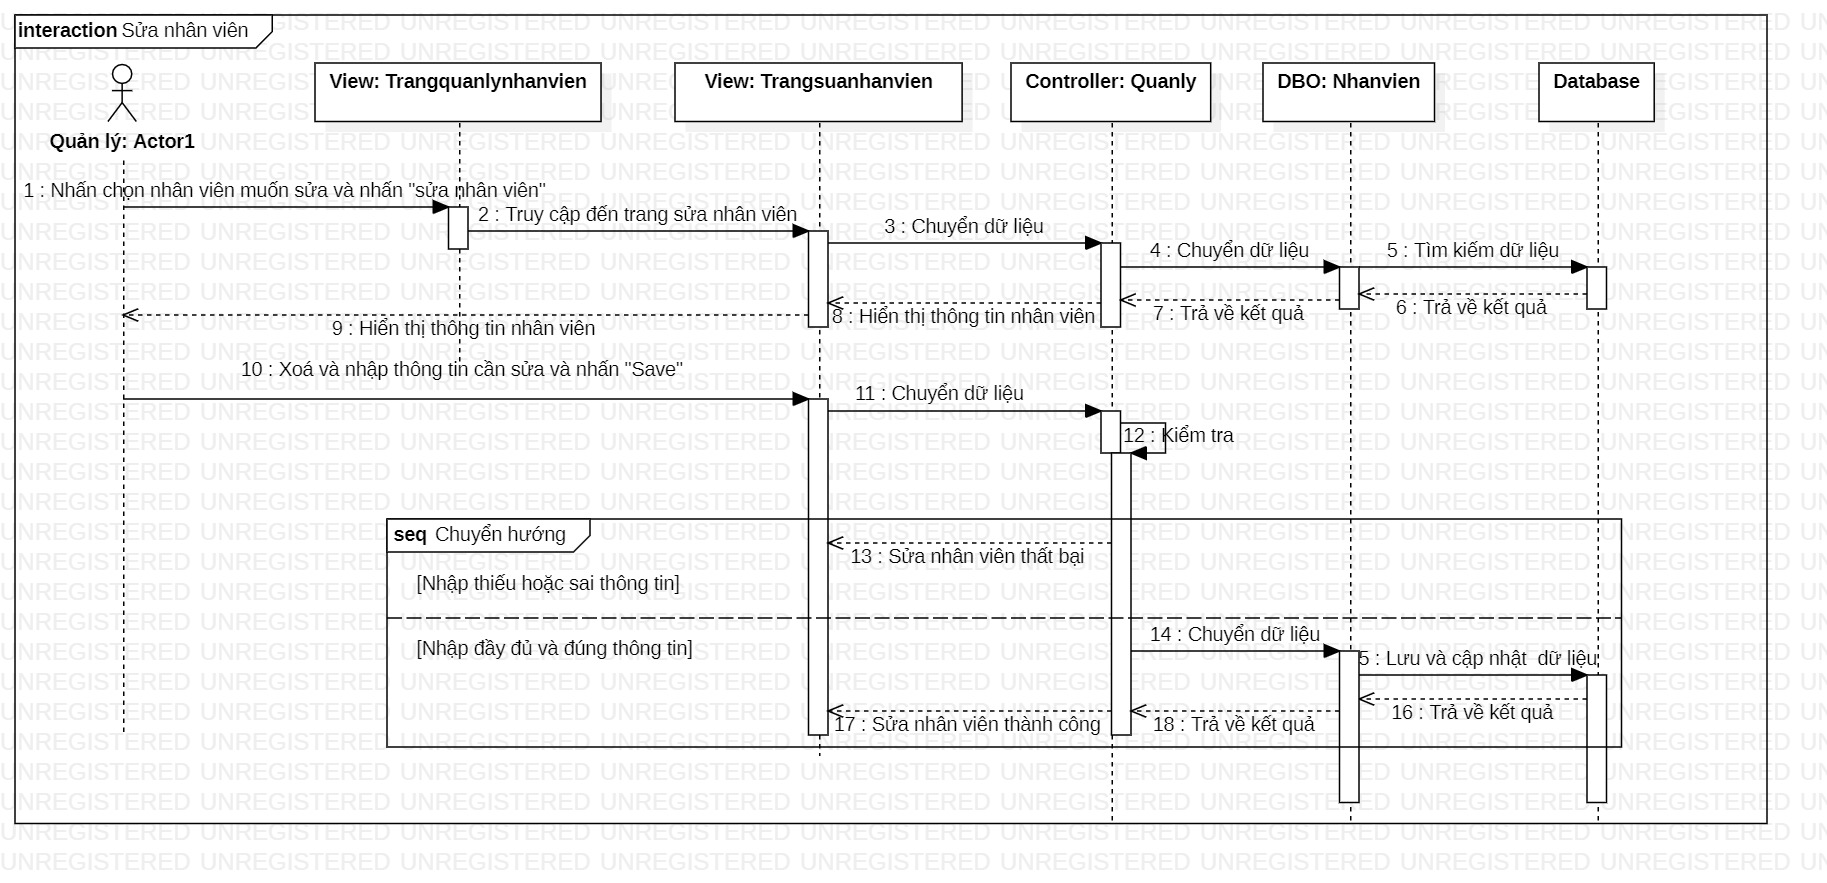 interaction Sửa nhân viên
View: Trangquanlynhanvien
View: Trangsuanhanvien
Controller: Quanly
DBO: Nhanvien
Database
Quản lý: Actor1
1 : Nhấn chọn nhân viên muốn sửa và nhấn "sửa nhân viên"
2 : Truy cập đến trang sửa nhân viên
3 : Chuyển dữ liệu
4 : Chuyển dữ liệu
5 : Tìm kiếm dữ liệu
6 : Trả về kết quả
7 : Trả về kết quả
8 : Hiển thị thông tin nhân viên
9 : Hiển thị thông tin nhân viên
10 : Xoá và nhập thông tin cần sửa và nhấn "Save"
11 : Chuyển dữ liệu
12 : Kiểm tra
seq Chuyển hướng
13 : Sửa nhân viên thất bại
[Nhập thiếu hoặc sai thông tin]
14 : Chuyển dữ liệu
[Nhập đầy đủ và đúng thông tin]
5 : Lưu và cập nhật dữ liệu
16 : Trả về kết quả
17 : Sửa nhân viên thành công
18 : Trả về kết quả
UNREGISTERED